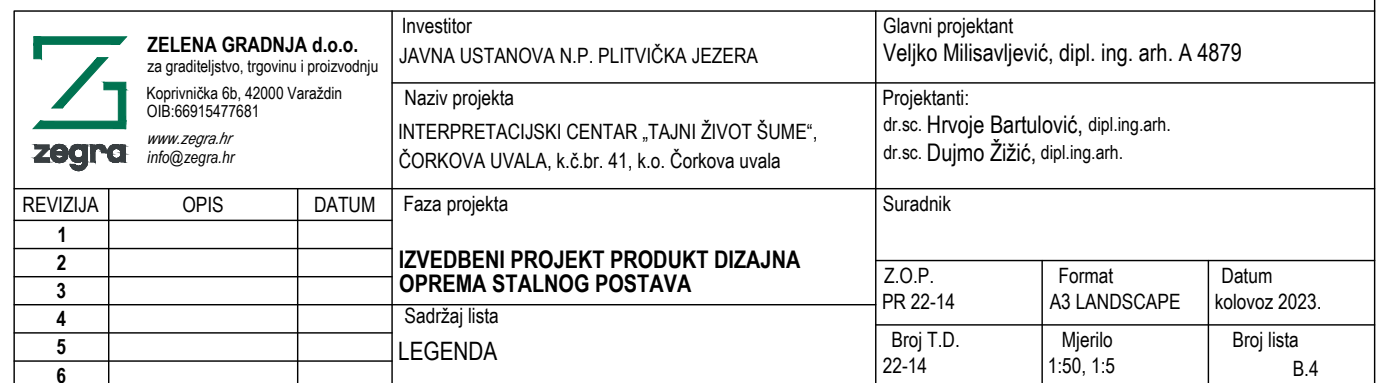 zegra
ZELENA GRADNJA d.o.o.
za graditeljstvo, trgovinu i proizvodnju
Koprivnička 6b, 42000 Varaždin
OIB:66915477681
www.zegra.hr
info@zegra.hr
Investitor
JAVNA USTANOVA N.P. PLITVIČKA JEZERA
Glavni projektant
Veljko Milisavljević, dipl. ing. arh. A 4879
Naziv projekta
INTERPRETACIJSKI CENTAR „TAJNI ŽIVOT ŠUME“,
ČORKOVA UVALA, k.č.br. 41, k.o. Čorkova uvala
Projektanti:
dr.sc. Hrvoje Bartulović, dipl.ing.arh.
dr.sc. Dujmo Žižić, dipl.ing.arh.
REVIZIJA OPIS DATUM
1
2
3
4
5
6
Faza projekta
IZVEDBENI PROJEKT PRODUKT DIZAJNA
OPREMA STALNOG POSTAVA
Sadržaj lista
LEGENDA
Suradnik
Z.O.P.
PR 22-14
Format
A3 LANDSCAPE
Datum
kolovoz 2023.
Broj T.D.
22-14
Mjerilo
1:50, 1:5
Broj lista
B.4